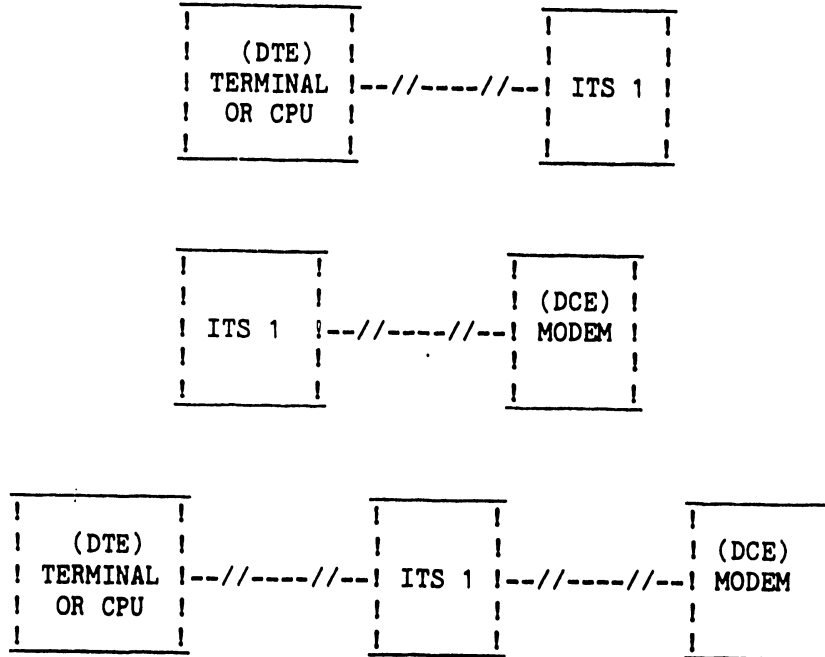 (DTE)
TERMINAL --//----//-- ITS 1
OR CPU
(DCE)
ITS 1 --//----//-- MODEM
(DTE) (DCE)
TERMINAL --//----//-- ITS 1 --//----//-- MODEM
OR CPU